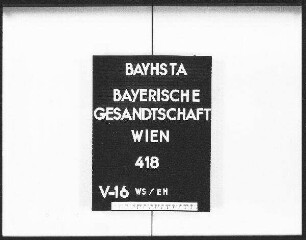 BAYHSTA
BAYERISCHE
GESANDTSCHAFT
WIEN
418
V-16 WS/EH